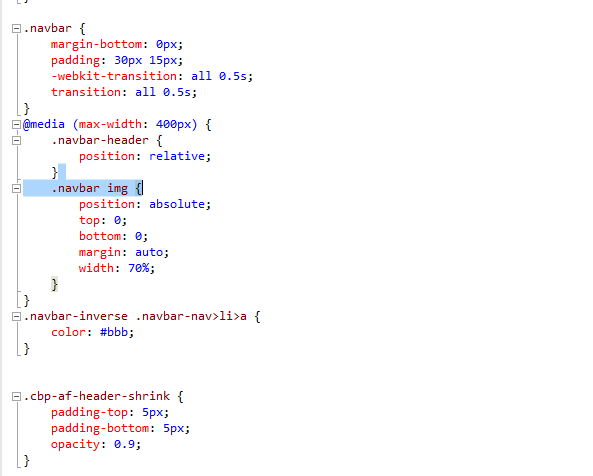 }
.navbar {
    margin-bottom: 0px;
    padding: 30px 15px;
    -webkit-transition: all 0.5s;
    transition: all 0.5s;
}
@media (max-width: 400px) {
    .navbar-header {
        position: relative;
    }
    .navbar img {
        position: absolute;
        top: 0;
        bottom: 0;
        margin: auto;
        width: 70%;
    }
}
.navbar-inverse .navbar-nav>li>a {
    color: #bbb;
}
.cbp-af-header-shrink {
    padding-top: 5px;
    padding-bottom: 5px;
    opacity: 0.9;
}